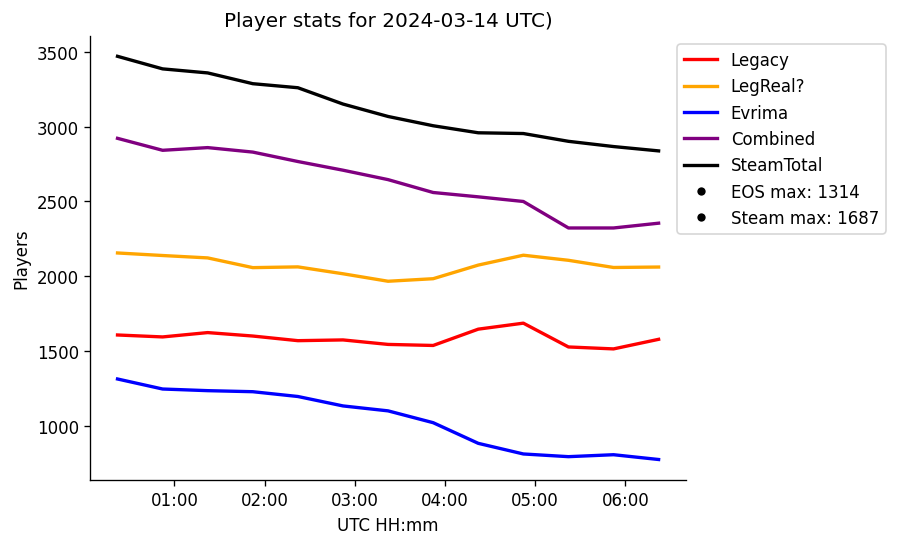 Player stats for 2024-03-14 UTC)
3500
3000
2500
2000
1500
1000
Players
01:00 02:00 03:00 04:00 05:00 06:00
UTC HH:mm
Legacy
LegReal?
Evrima
Combined
SteamTotal
EOS max: 1314
Steam max: 1687